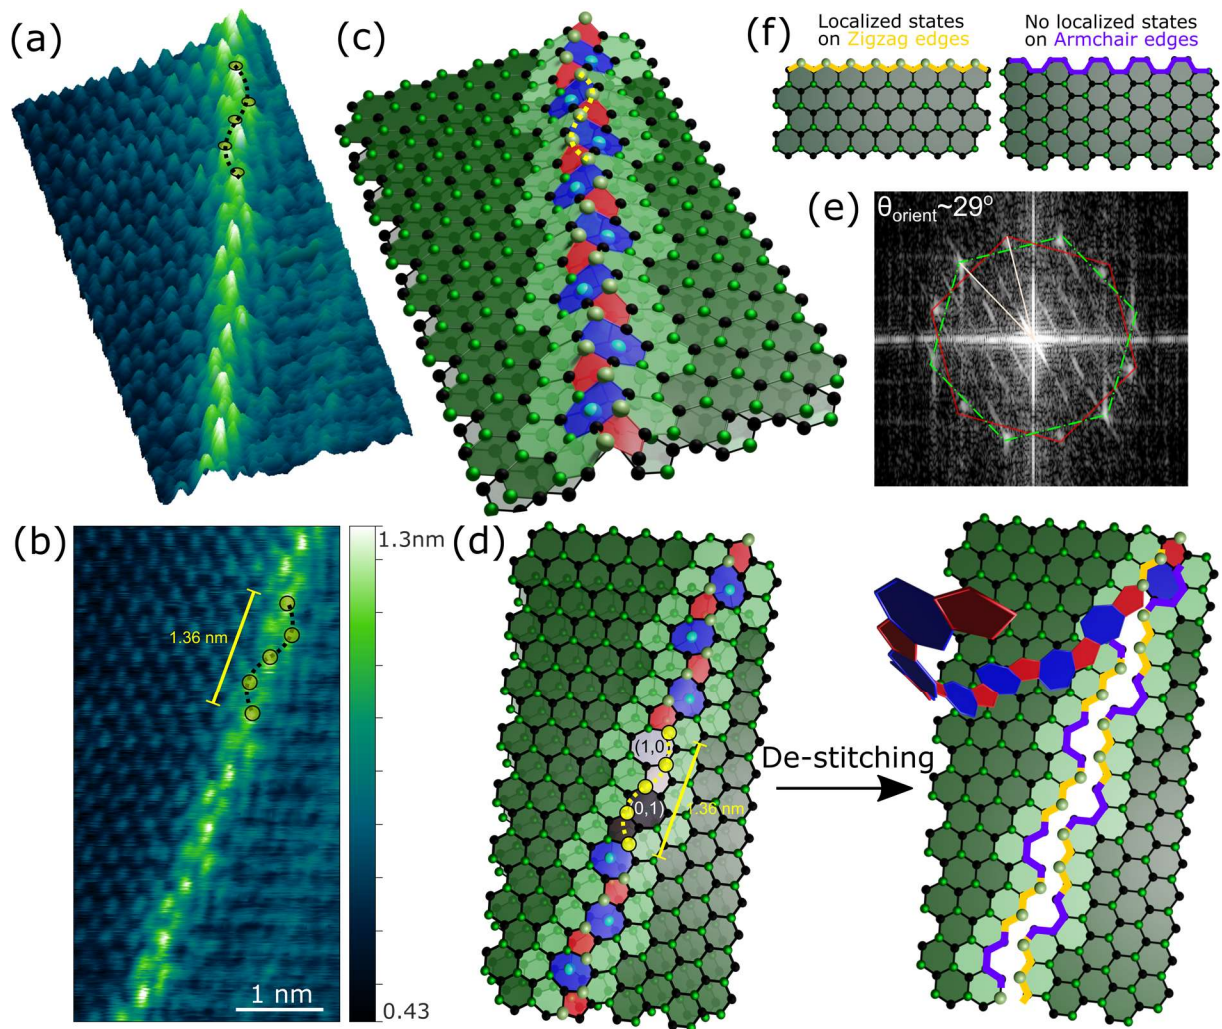 (a)
(c)
(f)
Localized states
on Zigzag edges
No localized states
on Armchair edges
(e)
θorient~29o
(b)
1.3nm
1.36 nm
1 nm
0.43
(d)
(1,0
0,1)
1.36 nm
De-stitching